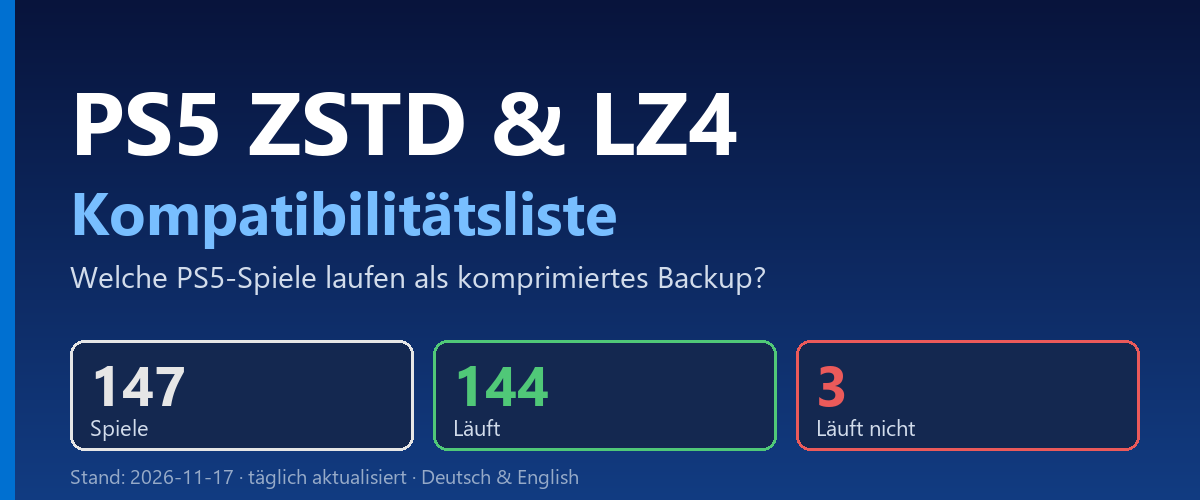 PS5 ZSTD & LZ4
Kompatibilitätsliste
Welche PS5-Spiele laufen als komprimiertes Backup?
147
Spiele
144
Läuft
3
Läuft nicht
Stand: 2026-11-17 · täglich aktualisiert · Deutsch & English